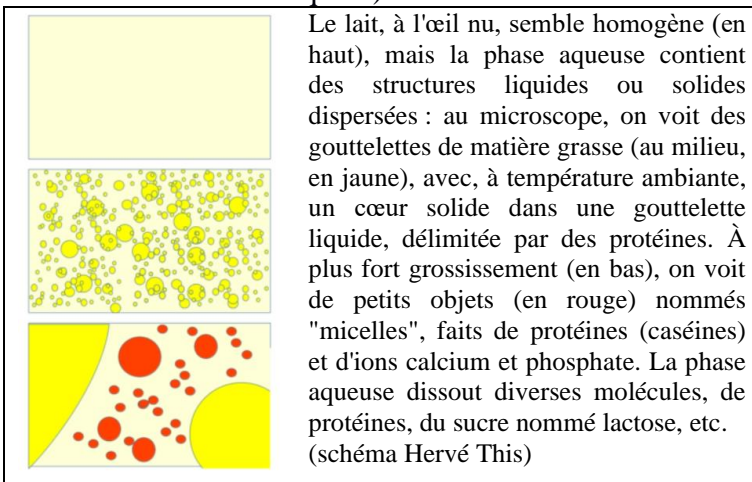 Le lait, à l'œil nu, semble homogène (en
haut), mais la phase aqueuse contient
des structures liquides ou solides
dispersées : au microscope, on voit des
gouttelettes de matière grasse (au milieu,
en jaune), avec, à température ambiante,
un cœur solide dans une gouttelette
liquide, délimitée par des protéines. À
plus fort grossissement (en bas), on voit
de petits objets (en rouge) nommés
"micelles", faits de protéines (caséines)
et d'ions calcium et phosphate. La phase
aqueuse dissout diverses molécules, de
protéines, du sucre nommé lactose, etc.
(schéma Hervé This)